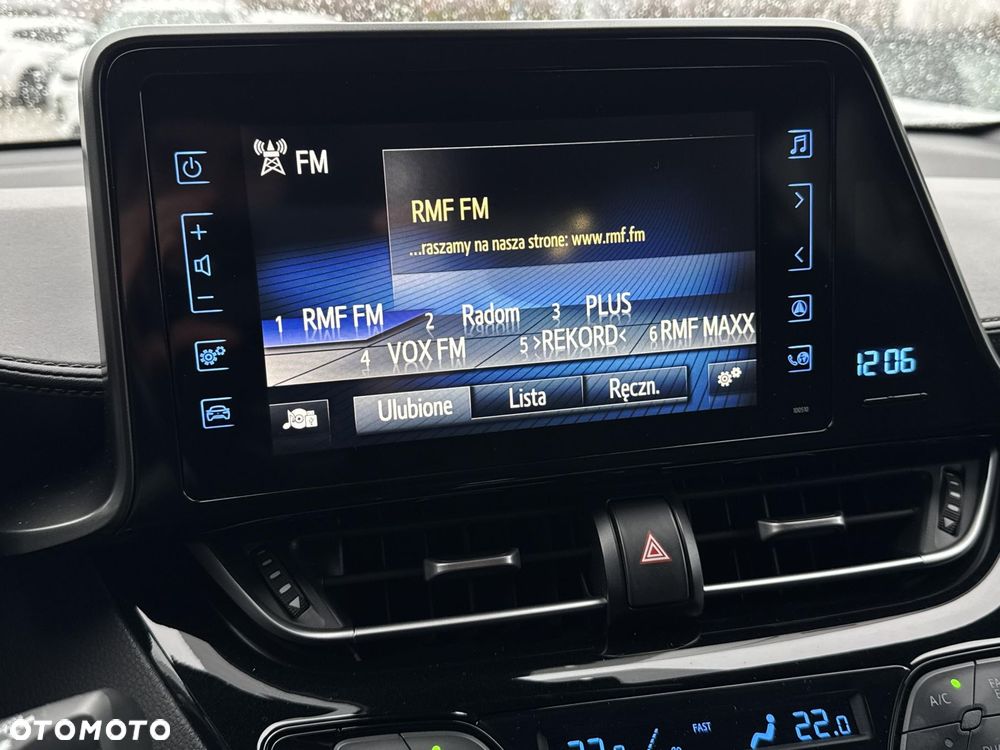 FM
RMF FM
...raszamy na nasza strone: www.rmf.fm
1 RMF FM 2 Radom 3 PLUS
4 VOX FM 5 >REKORD< 6 RMF MAXX
Ulubione Lista Ręczn.
12:06
100510
FAST
22.0
A/C
OTOMOTO